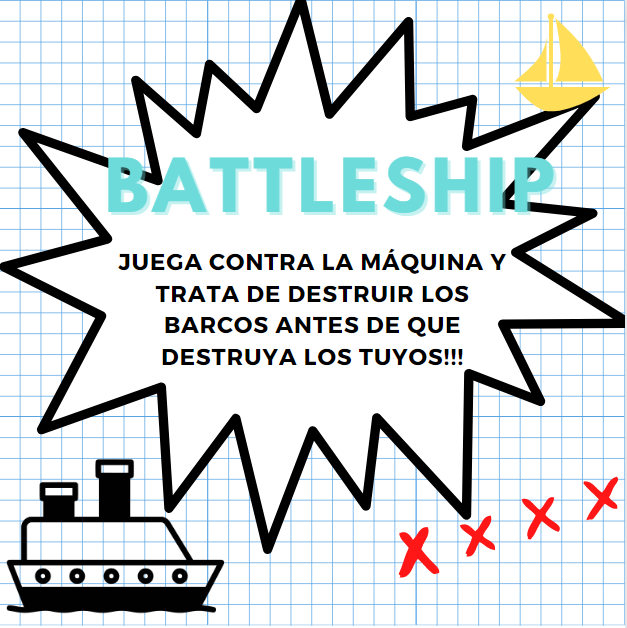 BATTLESHIP
JUEGA CONTRA LA MÁQUINA Y
TRATA DE DESTRUIR LOS
BARCOS ANTES DE QUE
DESTRUYA LOS TUYOS!!!